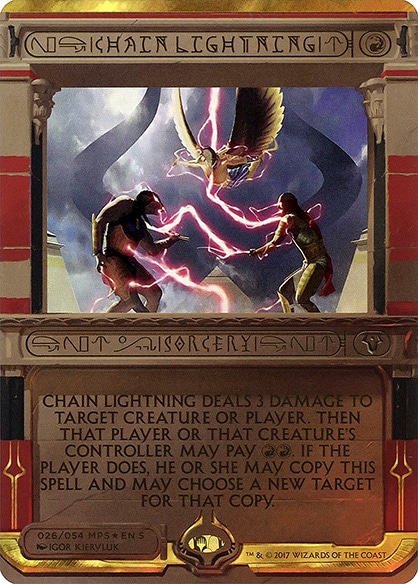 CHAIN LIGHTNING
SORCERY
CHAIN LIGHTNING DEALS 3 DAMAGE TO
TARGET CREATURE OR PLAYER. THEN
THAT PLAYER OR THAT CREATURE'S
CONTROLLER MAY PAY . IF THE
PLAYER DOES, HE OR SHE MAY COPY THIS
SPELL AND MAY CHOOSE A NEW TARGET
FOR THAT COPY.
026/054 MPS★EN S
IGOR KIERYLUK
™ & © 2017 WIZARDS OF THE COAST